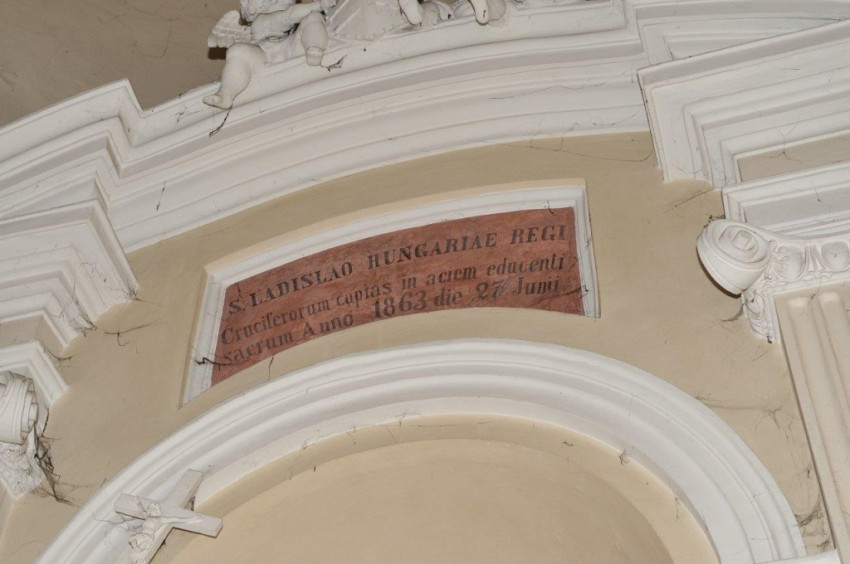 S. LADISLAO HUNGARIAE REGI
Cruciferorum copias in aciem educenti
sacrum Anno 1863 die 27 Junii